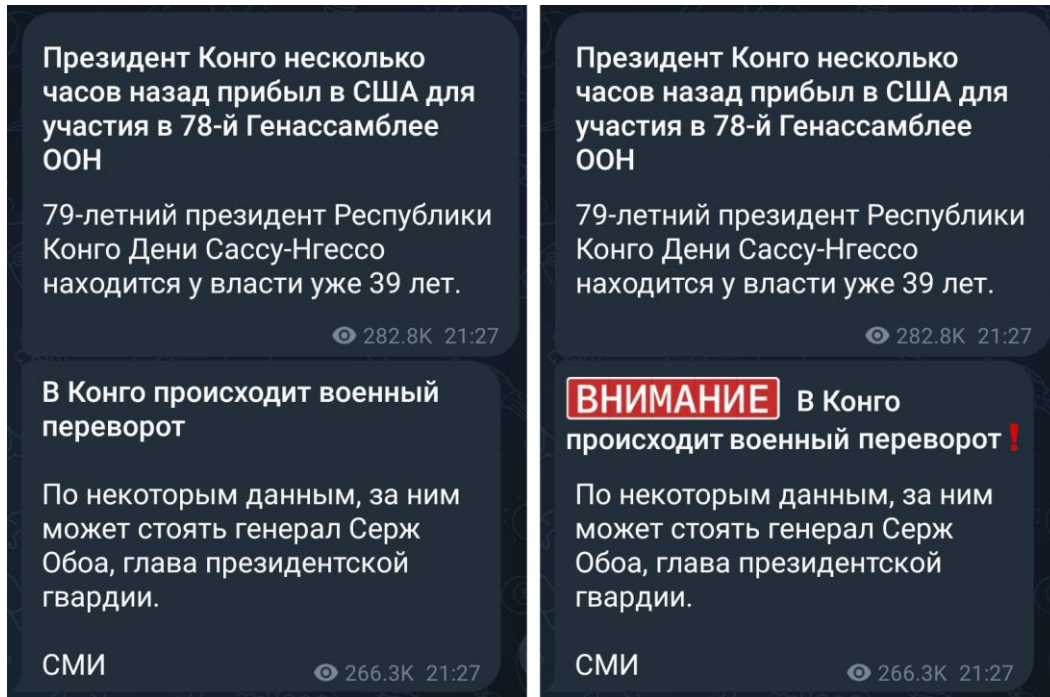 Президент Конго несколько
часов назад прибыл в США для
участия в 78-й Генассамблее
ООН
79-летний президент Республики
Конго Дени Сассу-Нгессо
находится у власти уже 39 лет.
282.8K 21:27
В Конго происходит военный
переворот
По некоторым данным, за ним
может стоять генерал Серж
Обоа, глава президентской
гвардии.
СМИ
266.3K 21:27
Президент Конго несколько
часов назад прибыл в США для
участия в 78-й Генассамблее
ООН
79-летний президент Республики
Конго Дени Сассу-Нгессо
находится у власти уже 39 лет.
282.8K 21:27
ВНИМАНИЕ В Конго
происходит военный переворот!
По некоторым данным, за ним
может стоять генерал Серж
Обоа, глава президентской
гвардии.
СМИ
266.3K 21:27